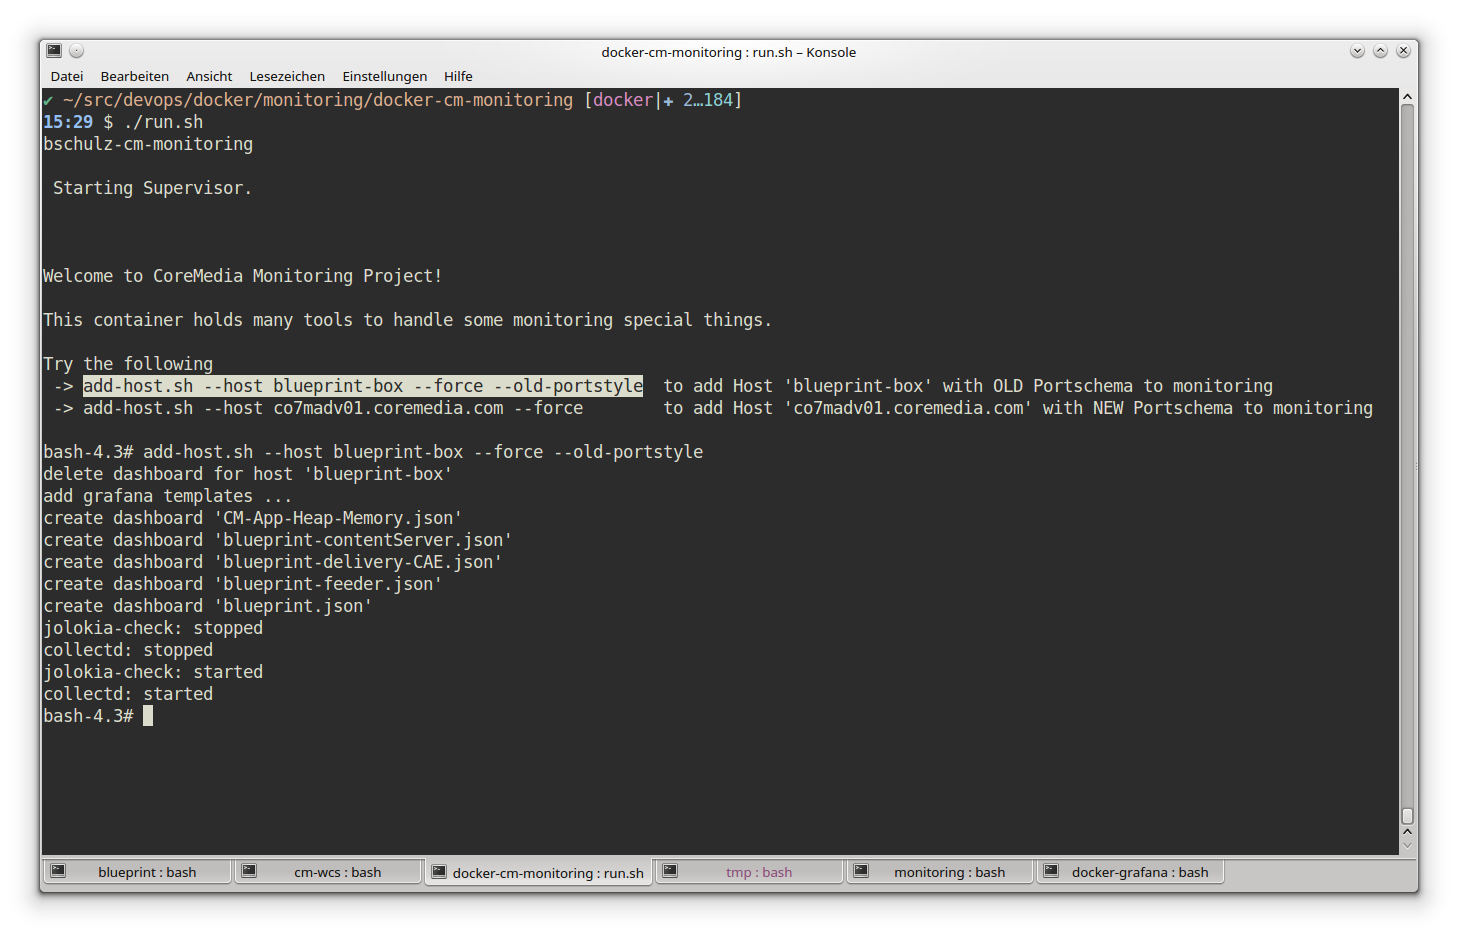 docker-cm-monitoring : run.sh – Konsole
Datei Bearbeiten Ansicht Lesezeichen Einstellungen Hilfe
✔ ~/src/devops/docker/monitoring/docker-cm-monitoring [docker|✚ 2…184]
15:29 $ ./run.sh
bschulz-cm-monitoring
Starting Supervisor.
Welcome to CoreMedia Monitoring Project!
This container holds many tools to handle some monitoring special things.
Try the following
-> add-host.sh --host blueprint-box --force --old-portstyle  to add Host 'blueprint-box' with OLD Portschema to monitoring
-> add-host.sh --host co7madv01.coremedia.com --force        to add Host 'co7madv01.coremedia.com' with NEW Portschema to monitoring
bash-4.3# add-host.sh --host blueprint-box --force --old-portstyle
delete dashboard for host 'blueprint-box'
add grafana templates ...
create dashboard 'CM-App-Heap-Memory.json'
create dashboard 'blueprint-contentServer.json'
create dashboard 'blueprint-delivery-CAE.json'
create dashboard 'blueprint-feeder.json'
create dashboard 'blueprint.json'
jolokia-check: stopped
collectd: stopped
jolokia-check: started
collectd: started
bash-4.3#
blueprint : bash cm-wcs : bash docker-cm-monitoring : run.sh tmp : bash monitoring : bash docker-grafana : bash